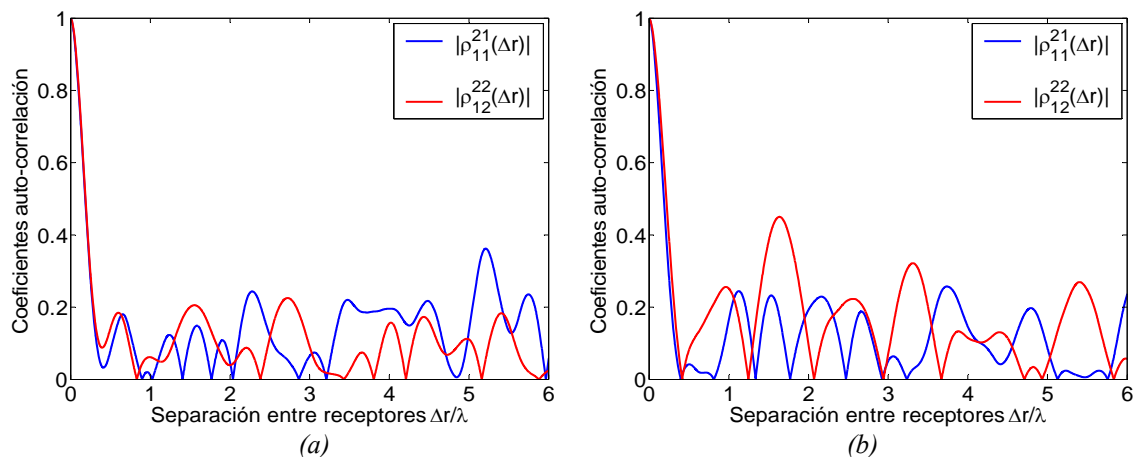 1
0.8
0.6
0.4
0.2
0
0 1 2 3 4 5 6
Coeficientes auto-correlación
Separación entre receptores Δr/λ
|ρ₁₁²¹(Δr)|
|ρ₁₂²²(Δr)|
(a)
1
0.8
0.6
0.4
0.2
0
0 1 2 3 4 5 6
Coeficientes auto-correlación
Separación entre receptores Δr/λ
|ρ₁₁²¹(Δr)|
|ρ₁₂²²(Δr)|
(b)